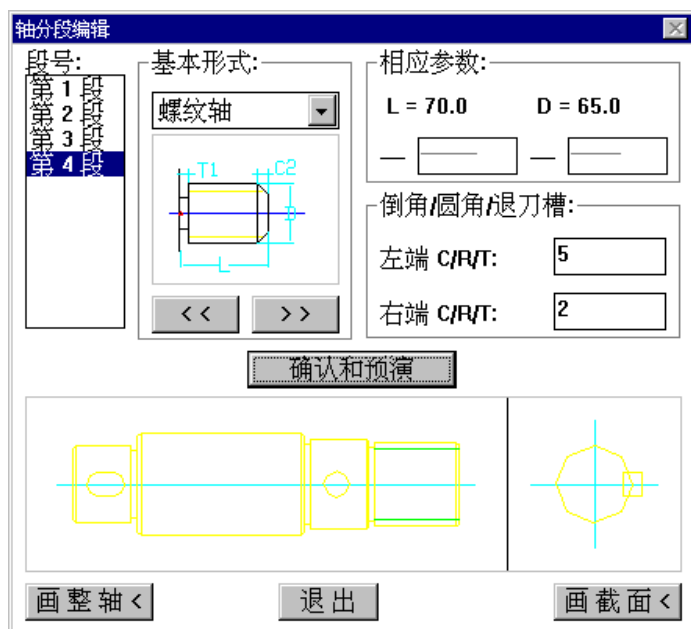 轴分段编辑
段号:
第 1 段
第 2 段
第 3 段
第 4 段
基本形式:
螺纹轴
T1
C2
D
L
<<
>>
相应参数:
L = 70.0 D = 65.0
倒角/圆角/退刀槽:
左端 C/R/T: 5
右端 C/R/T: 2
确认和预演
画整轴<
退出
画截面<